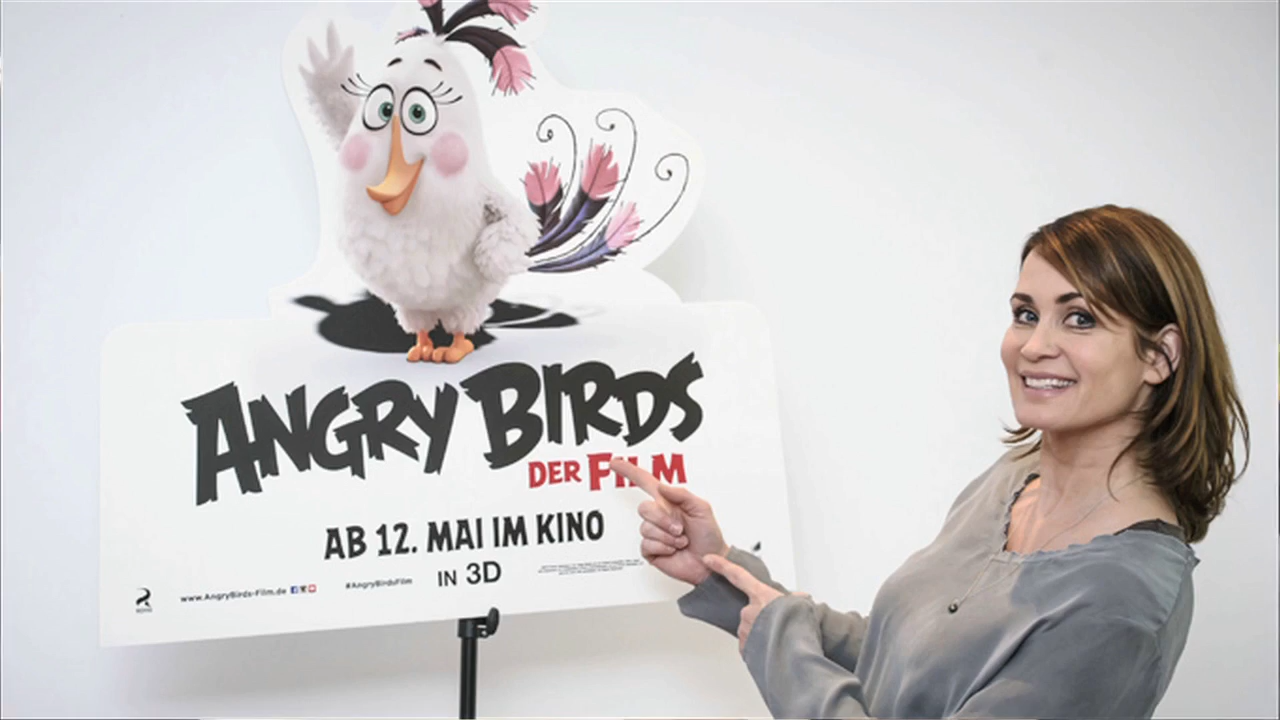 ANGRY BIRDS
DER FILM
AB 12. MAI IM KINO
IN 3D
www.AngryBirds-Film.de
#AngryBirdsFilm